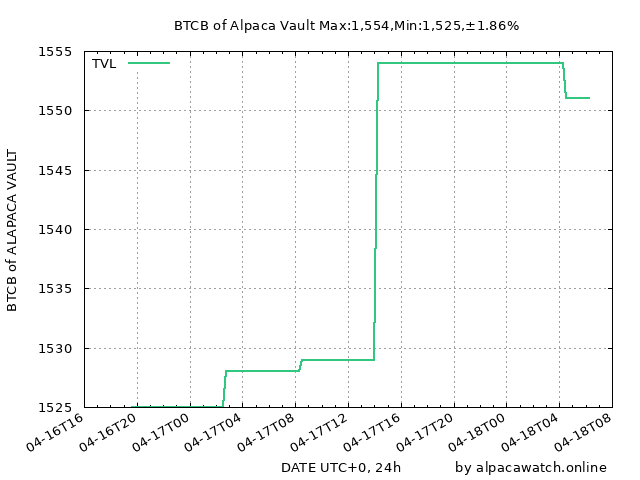 BTCB of Alpaca Vault Max:1,554,Min:1,525,±1.86%
TVL
1555
1550
1545
1540
1535
1530
1525
BTCB of ALAPACA VAULT
04-16T16
04-16T20
04-17T00
04-17T04
04-17T08
04-17T12
04-17T16
04-17T20
04-18T00
04-18T04
04-18T08
DATE UTC+0, 24h
by alpacawatch.online